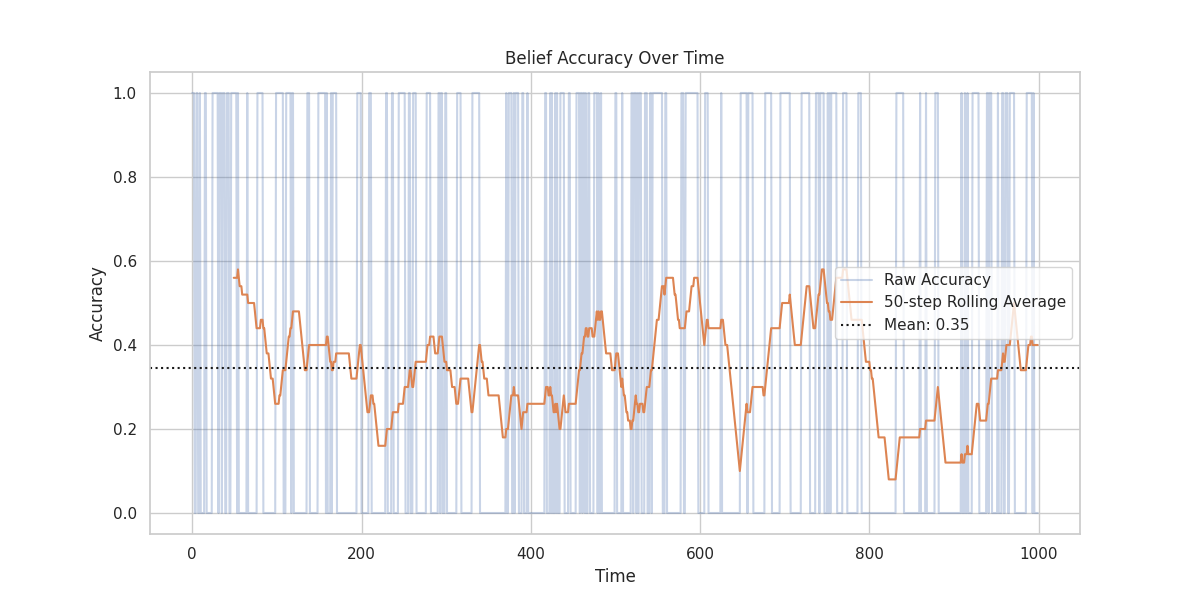 Belief Accuracy Over Time
Accuracy
1.0
0.8
0.6
0.4
0.2
0.0
Raw Accuracy
50-step Rolling Average
Mean: 0.35
0
200
400
600
800
1000
Time